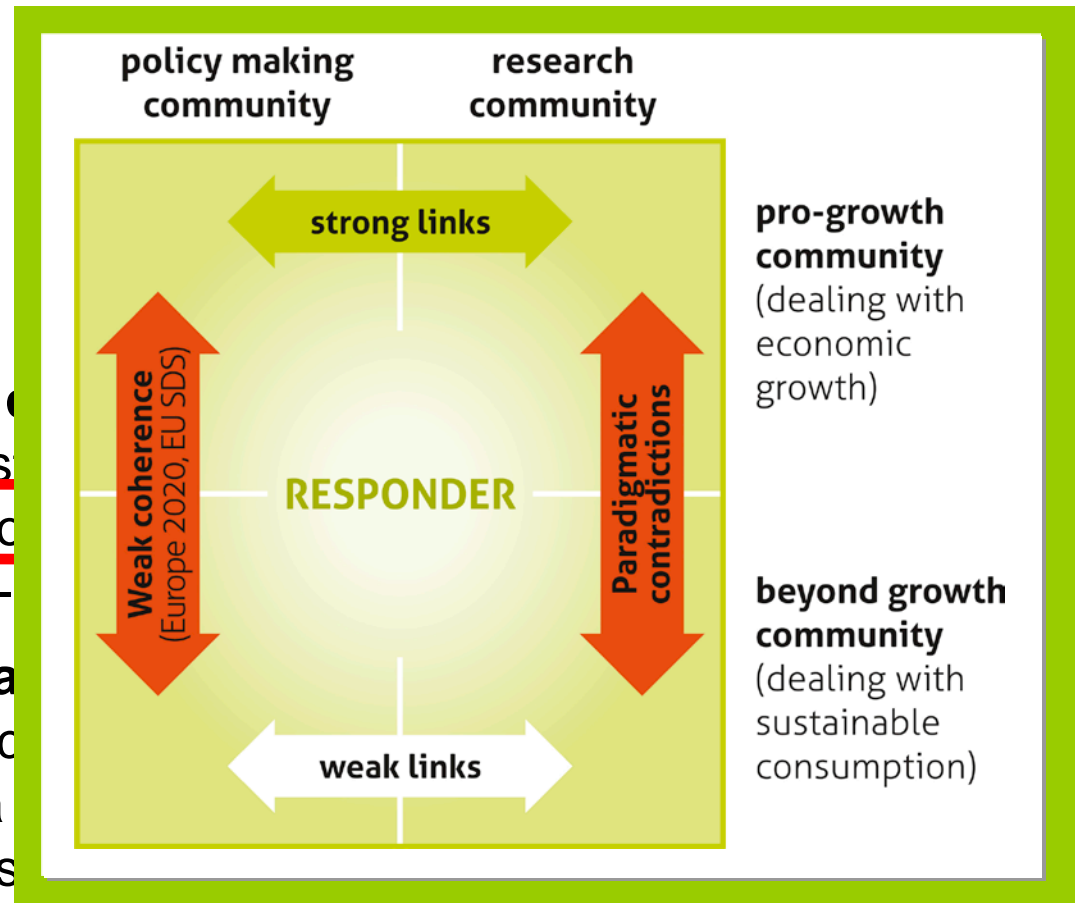 policy making
community
research
community
strong links
pro-growth
community
(dealing with
economic
growth)
Weak coherence
(Europe 2020, EU SDS)
RESPONDER
Paradigmatic
contradictions
beyond growth
community
(dealing with
sustainable
consumption)
weak links